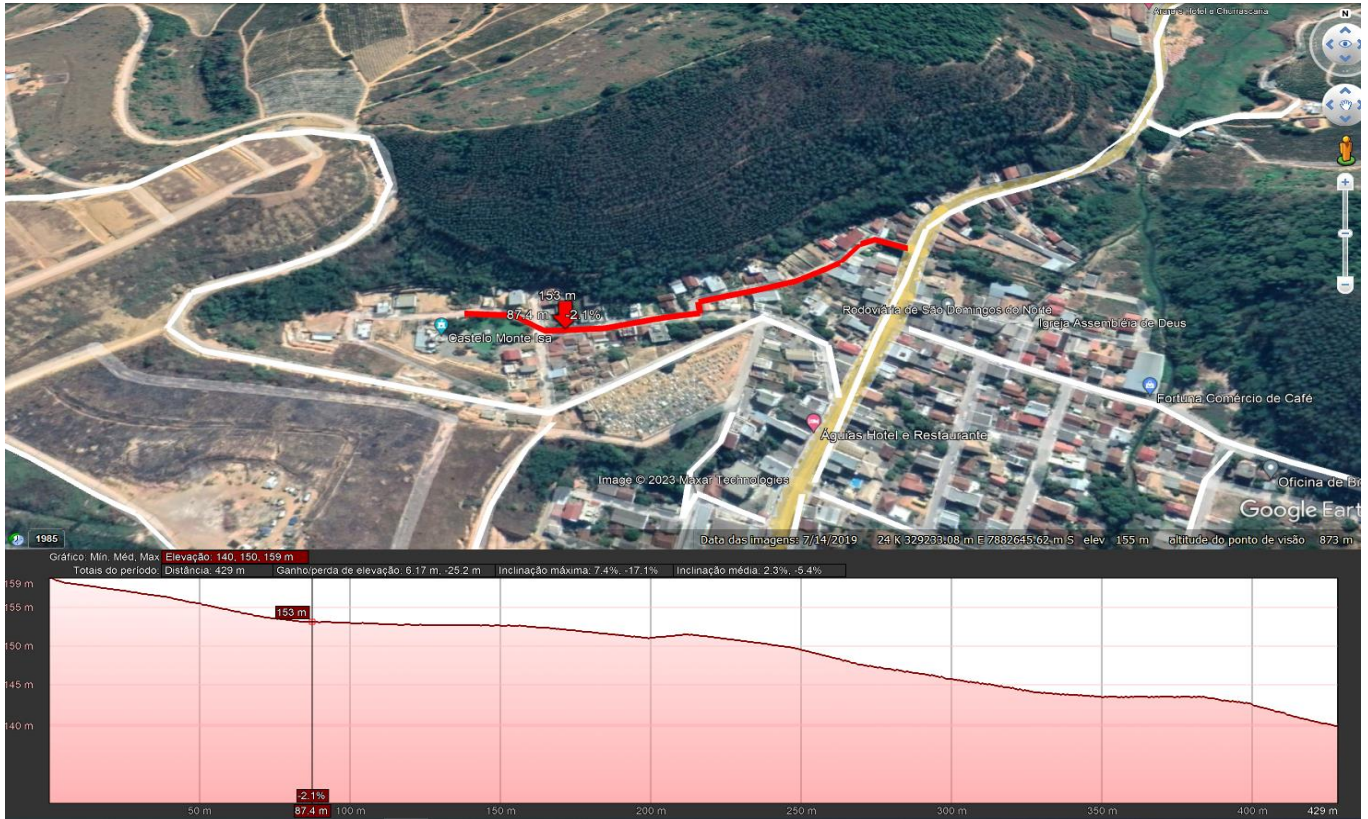 Araújo Hotel e Churrascaria
N
153 m
87.4 m -2.1%
Castelo Monte Isa
Rodoviária de São Domingos do Norte
Igreja Assembléia de Deus
Fortuna Comércio de Café
Águias Hotel e Restaurante
Image © 2023 Maxar Technologies
Oficina de Br
Google Eart
1985
Data das imagens: 7/14/2019 24 K 329233.08 m E 7882645.62 m S elev 155 m altitude do ponto de visão 873 m
Gráfico: Mín, Méd, Máx Elevação: 140, 150, 159 m
Totais do período: Distância: 429 m Ganho/perda de elevação: 6.17 m, -25.2 m Inclinação máxima: 7.4%, -17.1% Inclinação média: 2.3%, -5.4%
159 m
155 m
153 m
150 m
145 m
140 m
-2.1%
50 m 87.4 m 100 m 150 m 200 m 250 m 300 m 350 m 400 m 429 m